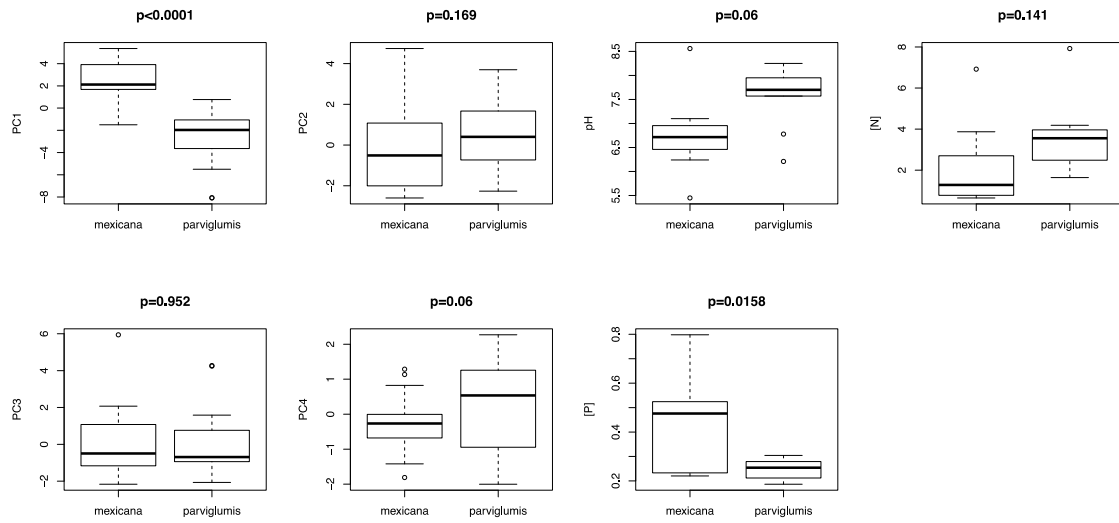 p<0.0001
PC1
4
2
0
−4
−8
mexicana
parviglumis
p=0.169
PC2
4
2
0
−2
mexicana
parviglumis
p=0.06
pH
8.5
7.5
6.5
5.5
mexicana
parviglumis
p=0.141
[N]
8
6
4
2
mexicana
parviglumis
p=0.952
PC3
6
4
2
0
−2
mexicana
parviglumis
p=0.06
PC4
2
1
0
−1
−2
mexicana
parviglumis
p=0.0158
[P]
0.8
0.6
0.4
0.2
mexicana
parviglumis